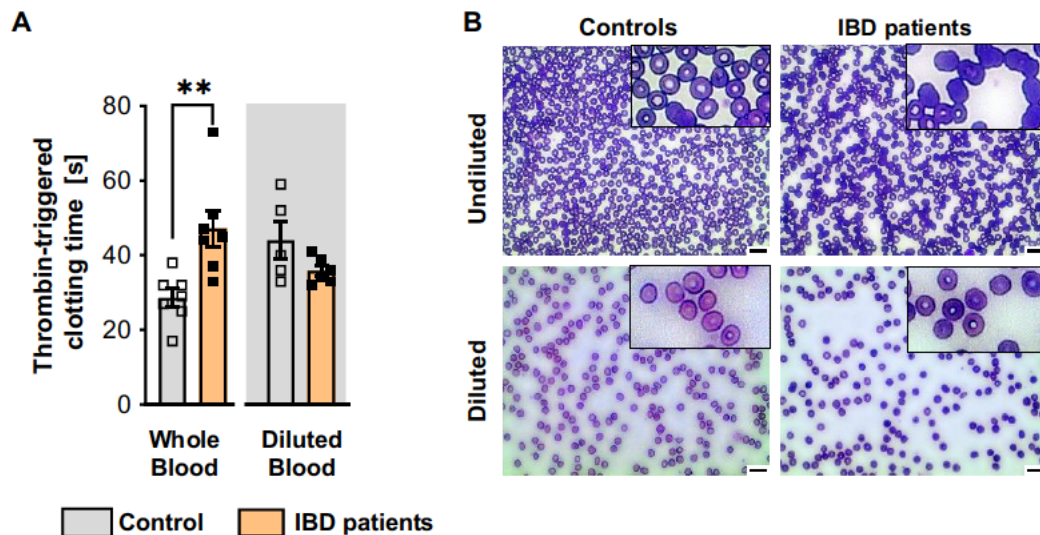 A
Thrombin-triggered
clotting time [s]
80
60
40
20
0
**
Whole
Blood
Diluted
Blood
Control
IBD patients
B
Controls
IBD patients
Undiluted
Diluted